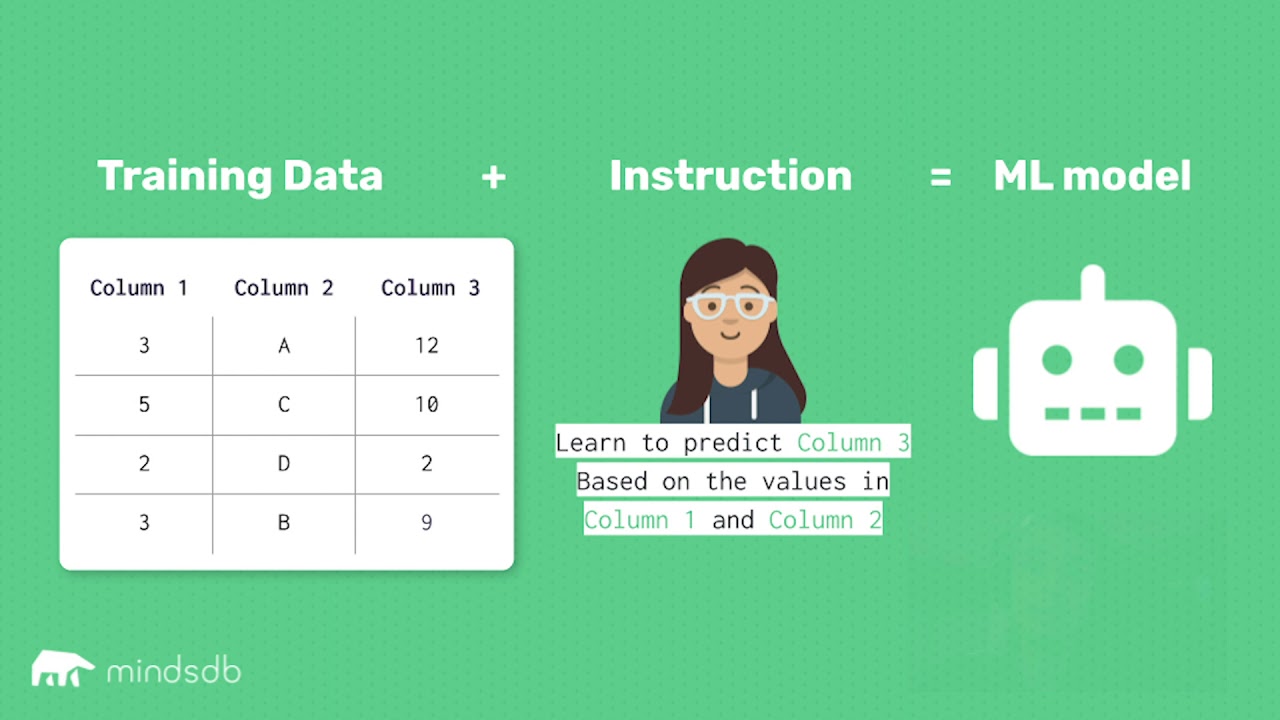 Training Data + Instruction = ML model
Column 1 Column 2 Column 3
3 A 12
5 C 10
2 D 2
3 B 9
Learn to predict Column 3
Based on the values in
Column 1 and Column 2
mindsdb